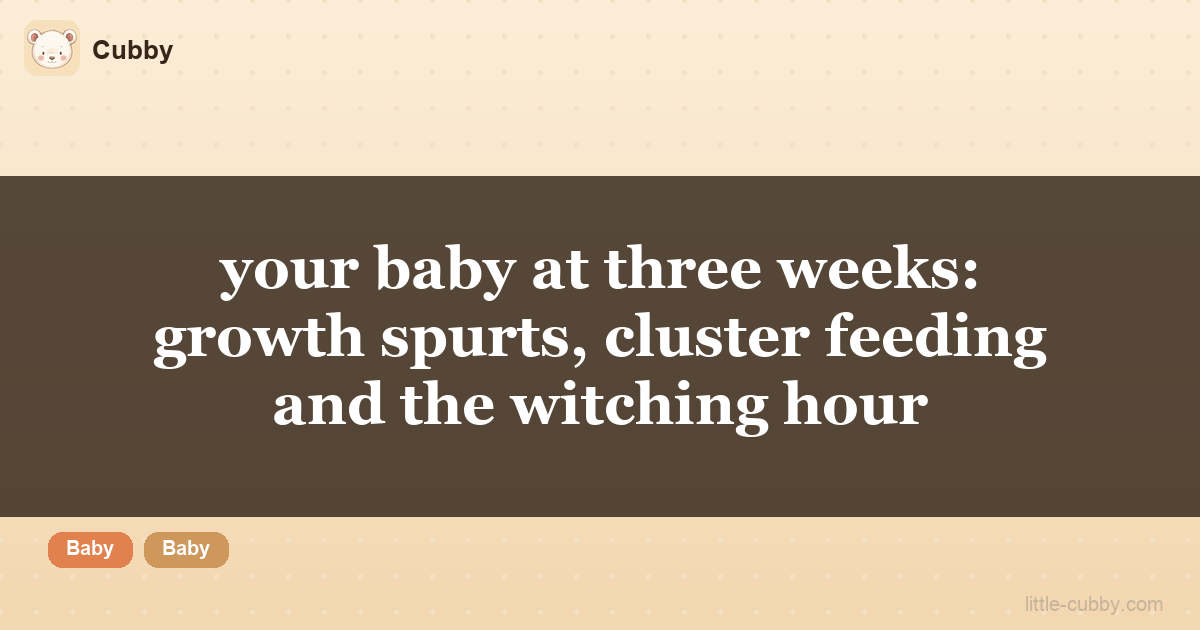 Cubby
your baby at three weeks:
growth spurts, cluster feeding
and the witching hour
Baby Baby
little-cubby.com